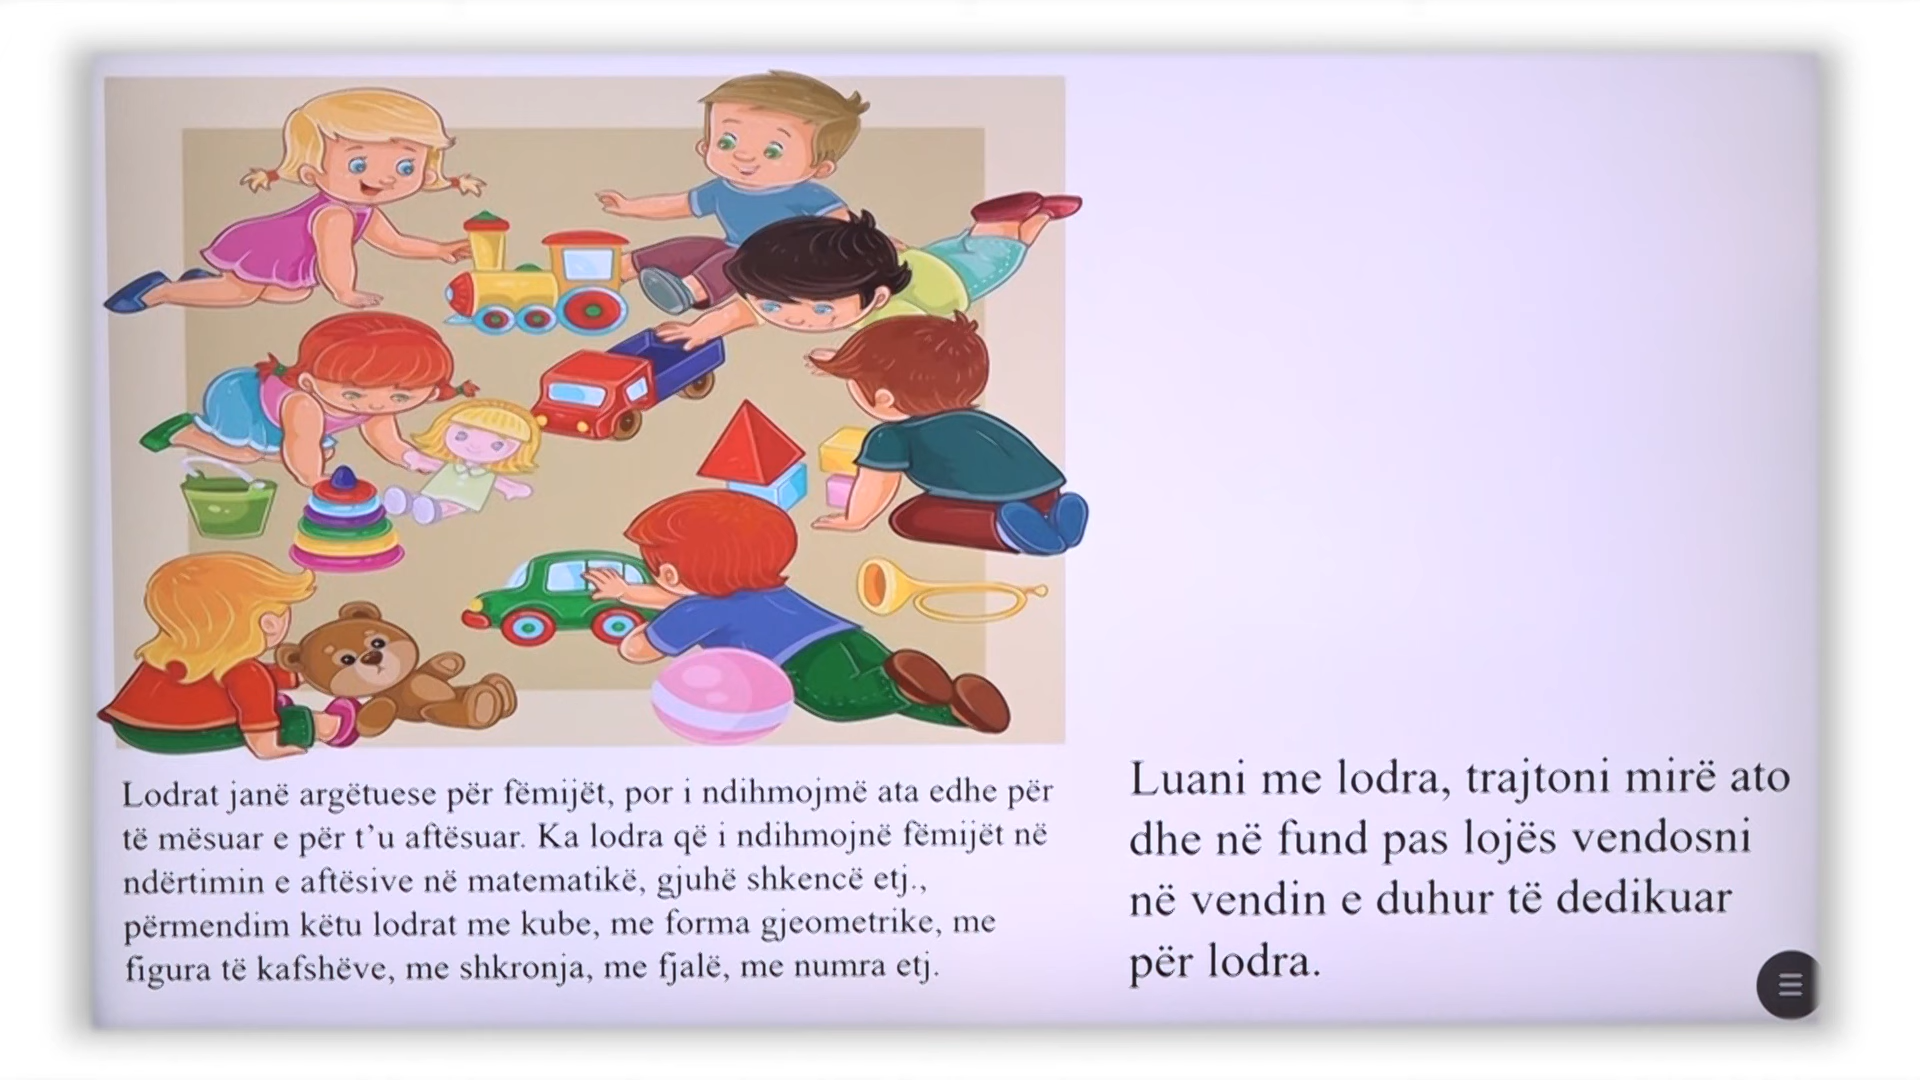 Lodrat janë argëtuese për fëmijët, por i ndihmojmë ata edhe për
të mësuar e për t’u aftësuar. Ka lodra që i ndihmojnë fëmijët në
ndërtimin e aftësive në matematikë, gjuhë shkencë etj.,
përmendim këtu lodrat me kube, me forma gjeometrike, me
figura të kafshëve, me shkronja, me fjalë, me numra etj.
Luani me lodra, trajtoni mirë ato
dhe në fund pas lojës vendosni
në vendin e duhur të dedikuar
për lodra.